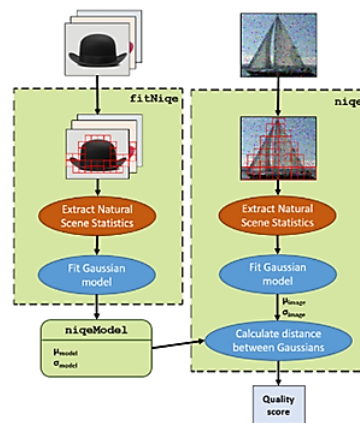 fitNiqe
niqe
Extract Natural
Scene Statistics
Extract Natural
Scene Statistics
Fit Gaussian
model
Fit Gaussian
model
μimage
σimage
niqeModel
μmodel
σmodel
Calculate distance
between Gaussians
Quality
score